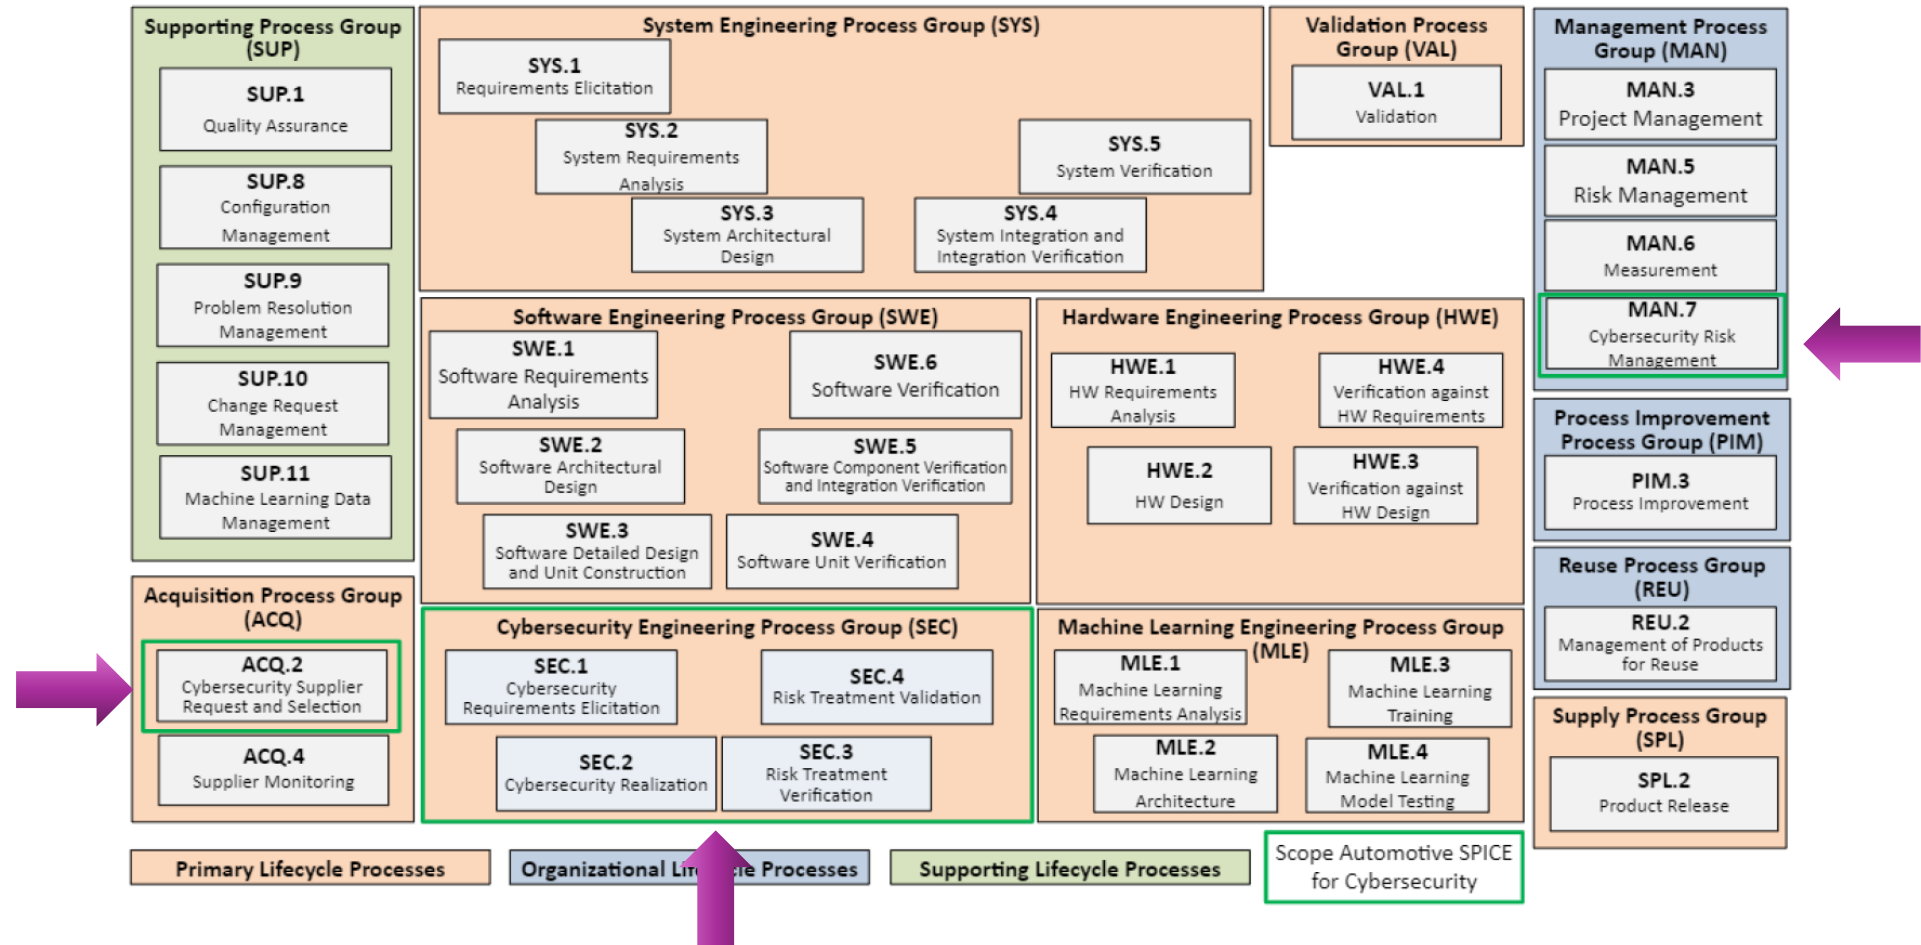 Supporting Process Group
(SUP)
SUP.1
Quality Assurance
SUP.8
Configuration
Management
SUP.9
Problem Resolution
Management
SUP.10
Change Request
Management
SUP.11
Machine Learning Data
Management
Acquisition Process Group
(ACQ)
ACQ.2
Cybersecurity Supplier
Request and Selection
ACQ.4
Supplier Monitoring
System Engineering Process Group (SYS)
SYS.1
Requirements Elicitation
SYS.2
System Requirements
Analysis
SYS.3
System Architectural
Design
SYS.4
System Integration and
Integration Verification
SYS.5
System Verification
Validation Process
Group (VAL)
VAL.1
Validation
Software Engineering Process Group (SWE)
SWE.1
Software Requirements
Analysis
SWE.2
Software Architectural
Design
SWE.3
Software Detailed Design
and Unit Construction
SWE.4
Software Unit Verification
SWE.5
Software Component Verification
and Integration Verification
SWE.6
Software Verification
Hardware Engineering Process Group (HWE)
HWE.1
HW Requirements
Analysis
HWE.2
HW Design
HWE.3
Verification against
HW Design
HWE.4
Verification against
HW Requirements
Cybersecurity Engineering Process Group (SEC)
SEC.1
Cybersecurity
Requirements Elicitation
SEC.2
Cybersecurity Realization
SEC.3
Risk Treatment
Verification
SEC.4
Risk Treatment Validation
Machine Learning Engineering Process Group
(MLE)
MLE.1
Machine Learning
Requirements Analysis
MLE.2
Machine Learning
Architecture
MLE.3
Machine Learning
Training
MLE.4
Machine Learning
Model Testing
Management Process
Group (MAN)
MAN.3
Project Management
MAN.5
Risk Management
MAN.6
Measurement
MAN.7
Cybersecurity Risk
Management
Process Improvement
Process Group (PIM)
PIM.3
Process Improvement
Reuse Process Group
(REU)
REU.2
Management of Products
for Reuse
Supply Process Group
(SPL)
SPL.2
Product Release
Primary Lifecycle Processes
Organizational Lifecycle Processes
Supporting Lifecycle Processes
Scope Automotive SPICE
for Cybersecurity